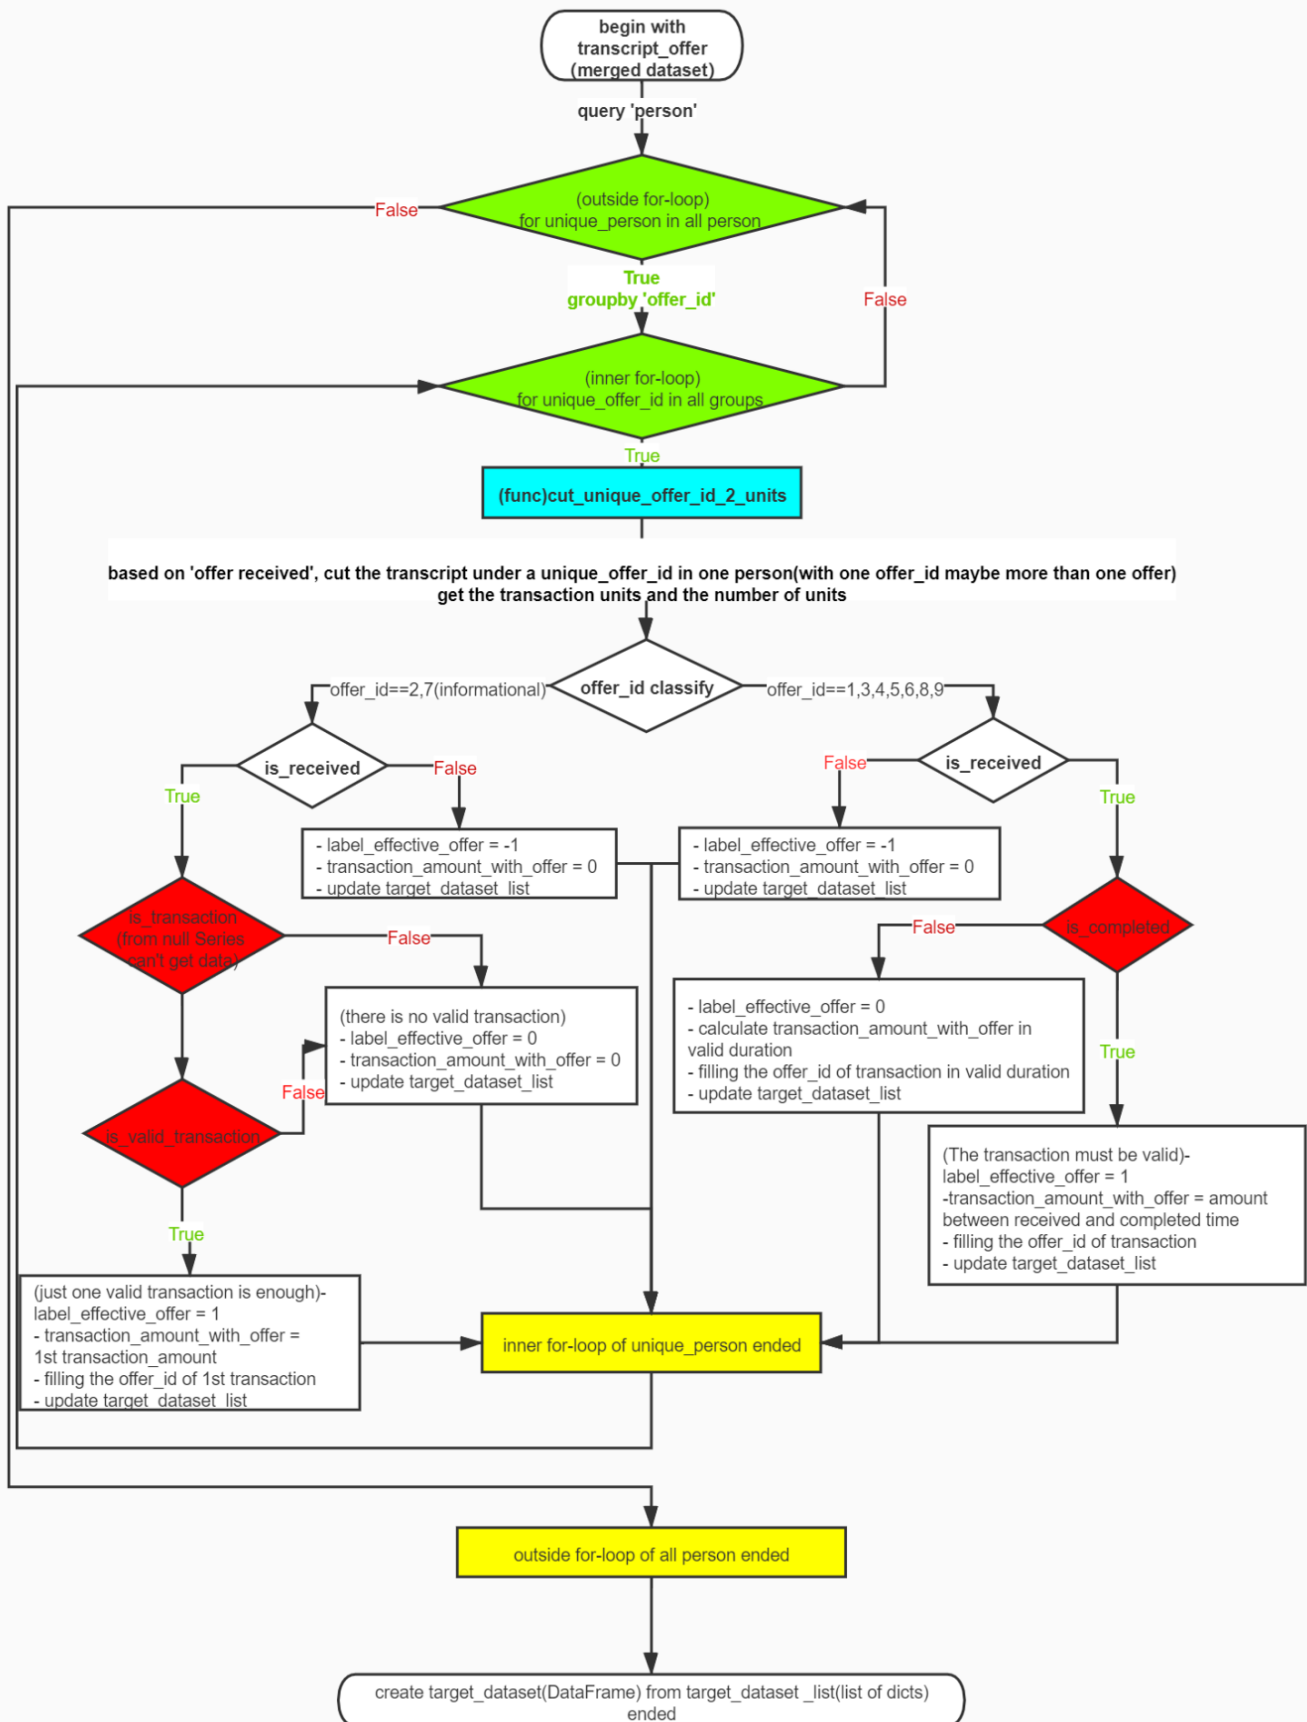 begin with
transcript_offer
(merged dataset)
query 'person'
(outside for-loop)
for unique_person in all person
False
True
groupby 'offer_id'
False
(inner for-loop)
for unique_offer_id in all groups
True
(func)cut_unique_offer_id_2_units
based on 'offer received', cut the transcript under a unique_offer_id in one person(with one offer_id maybe more than one offer)
get the transaction units and the number of units
offer_id==2,7(informational)
offer_id classify
offer_id==1,3,4,5,6,8,9
is_received
False
True
False
is_received
True
- label_effective_offer = -1
- transaction_amount_with_offer = 0
- update target_dataset_list
- label_effective_offer = -1
- transaction_amount_with_offer = 0
- update target_dataset_list
is_transaction
(from null Series
can't get data)
False
False
is_completed
(there is no valid transaction)
- label_effective_offer = 0
- transaction_amount_with_offer = 0
- update target_dataset_list
- label_effective_offer = 0
- calculate transaction_amount_with_offer in
valid duration
- filling the offer_id of transaction in valid duration
- update target_dataset_list
True
False
is_valid_transaction
(The transaction must be valid)-
label_effective_offer = 1
-transaction_amount_with_offer = amount
between received and completed time
- filling the offer_id of transaction
- update target_dataset_list
True
(just one valid transaction is enough)-
label_effective_offer = 1
- transaction_amount_with_offer =
1st transaction_amount
- filling the offer_id of 1st transaction
- update target_dataset_list
inner for-loop of unique_person ended
outside for-loop of all person ended
create target_dataset(DataFrame) from target_dataset _list(list of dicts)
ended